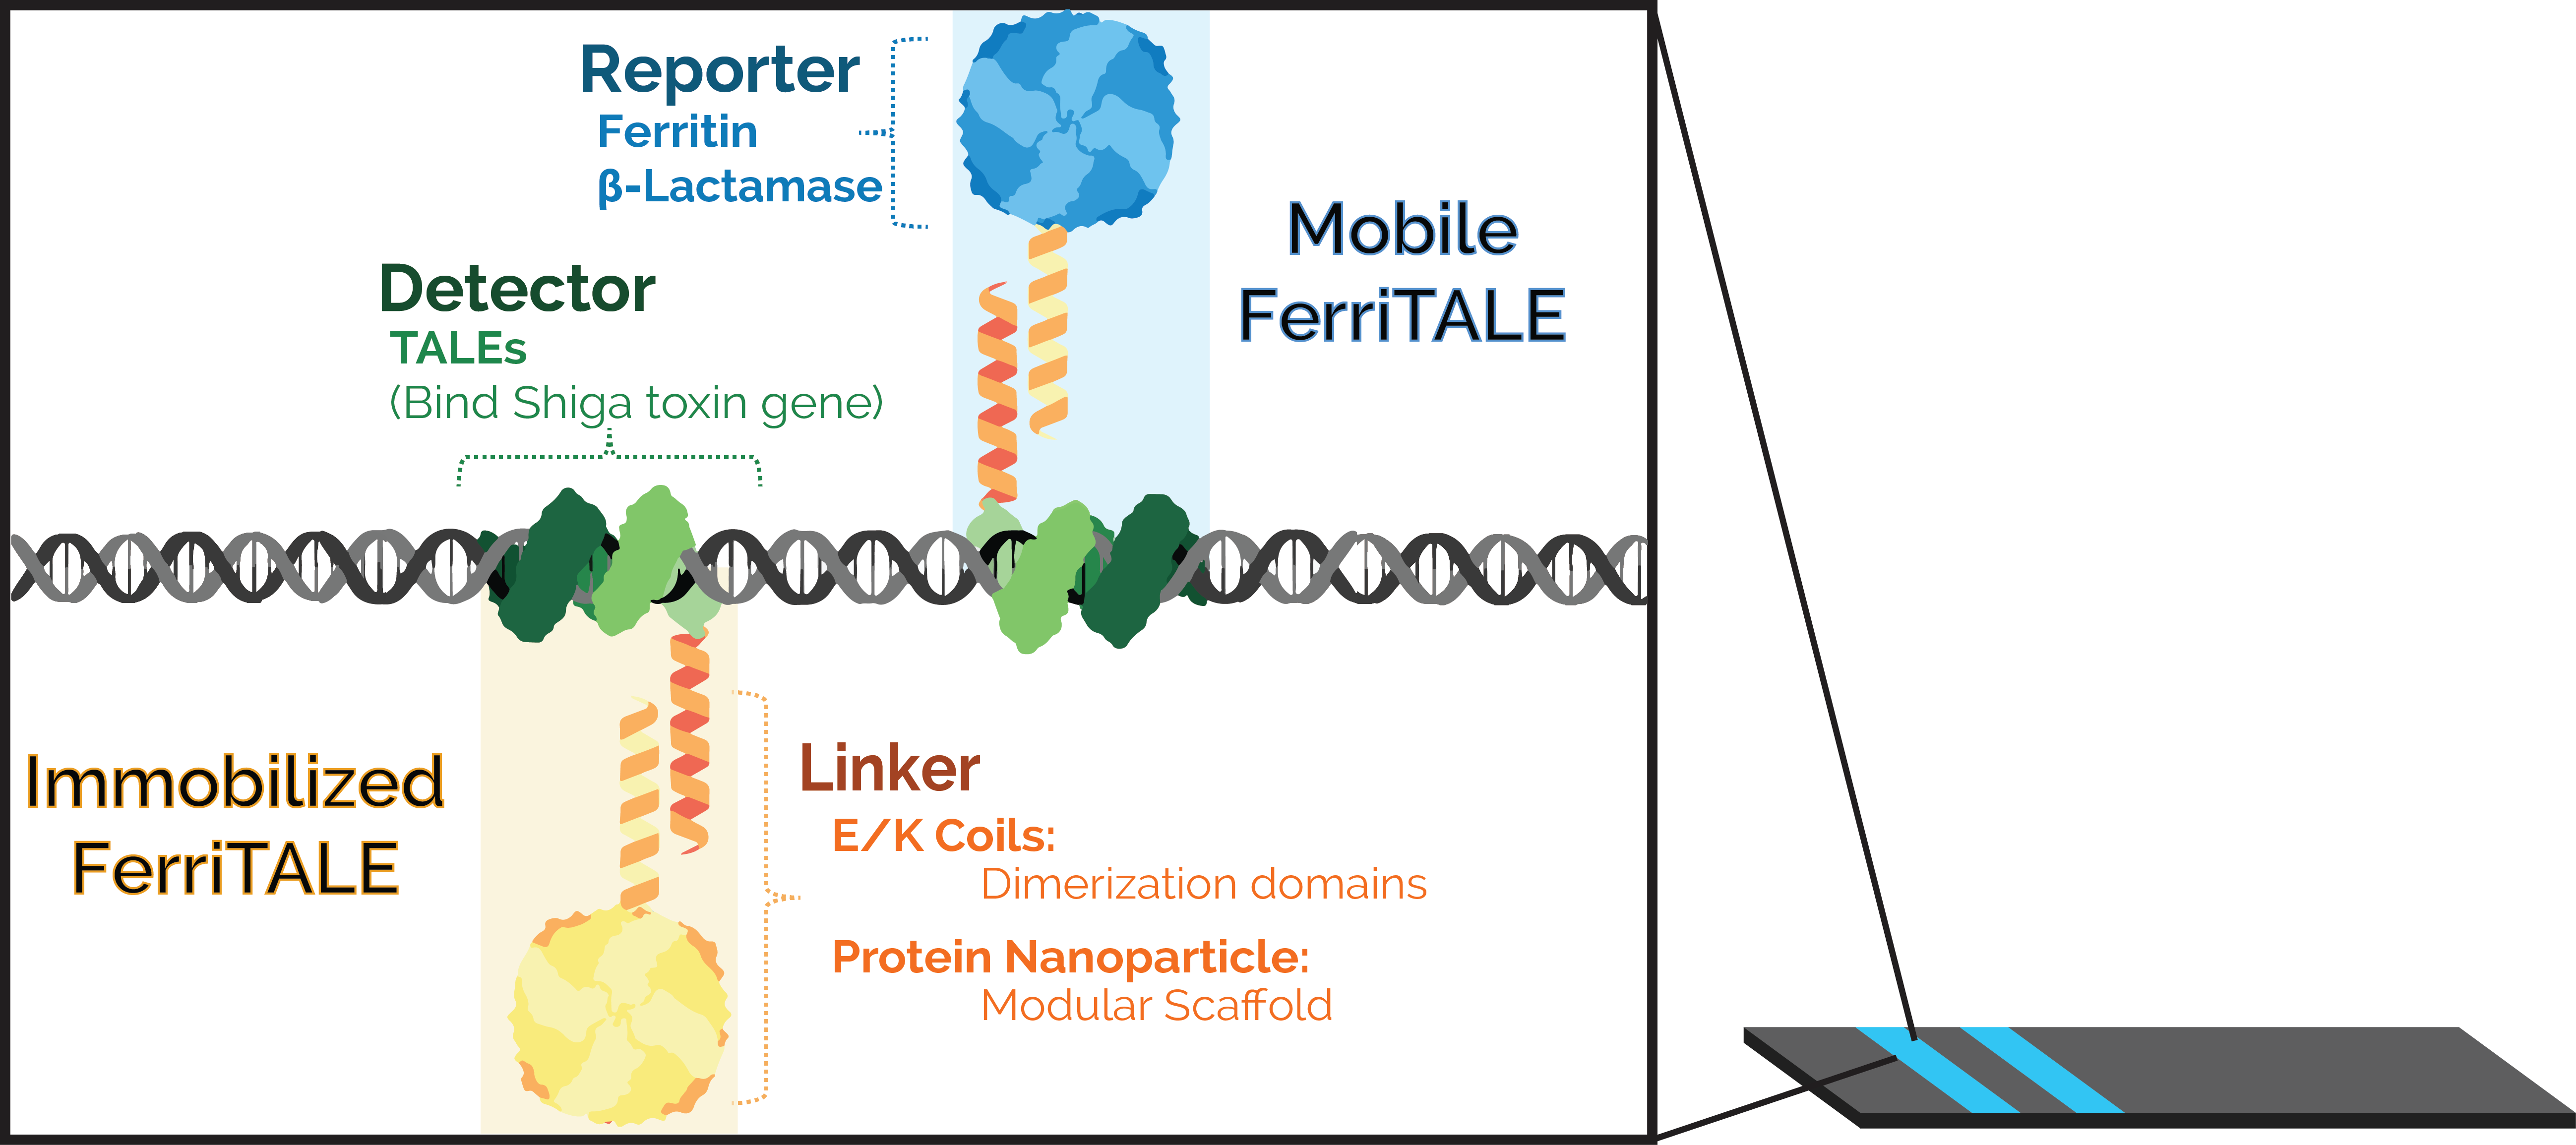 Reporter
Ferritin
β-Lactamase
Mobile
FerriTALE
Detector
TALEs
(Bind Shiga toxin gene)
Immobilized
FerriTALE
Linker
E/K Coils:
Dimerization domains
Protein Nanoparticle:
Modular Scaffold